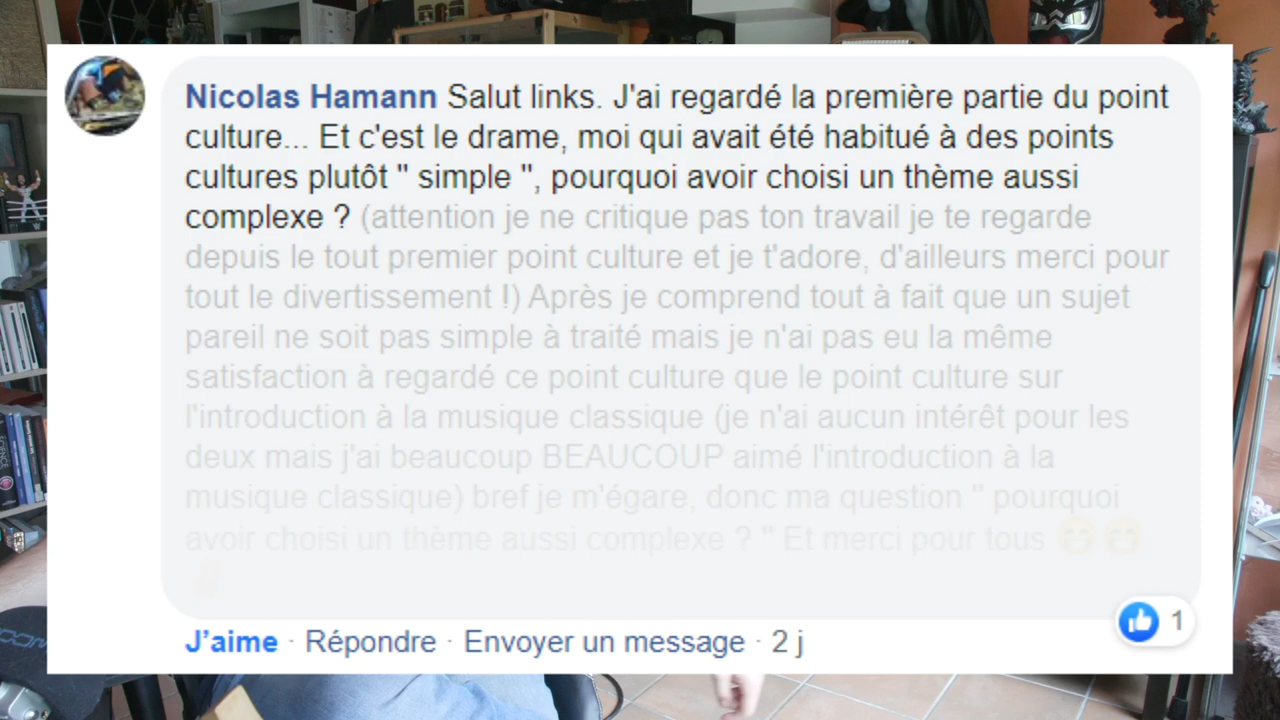 Nicolas Hamann Salut links. J'ai regardé la première partie du point
culture... Et c'est le drame, moi qui avait été habitué à des points
cultures plutôt " simple ", pourquoi avoir choisi un thème aussi
complexe ? (attention je ne critique pas ton travail je te regarde
depuis le tout premier point culture et je t'adore, d'ailleurs merci pour
tout le divertissement !) Après je comprend tout à fait que un sujet
pareil ne soit pas simple à traité mais je n'ai pas eu la même
satisfaction à regardé ce point culture que le point culture sur
l'introduction à la musique classique (je n'ai aucun intérêt pour les
deux mais j'ai beaucoup BEAUCOUP aimé l'introduction à la
musique classique) bref je m'égare, donc ma question " pourquoi
avoir choisi un thème aussi complexe ? " Et merci pour tous 😁😁
1
J'aime · Répondre · Envoyer un message · 2 j